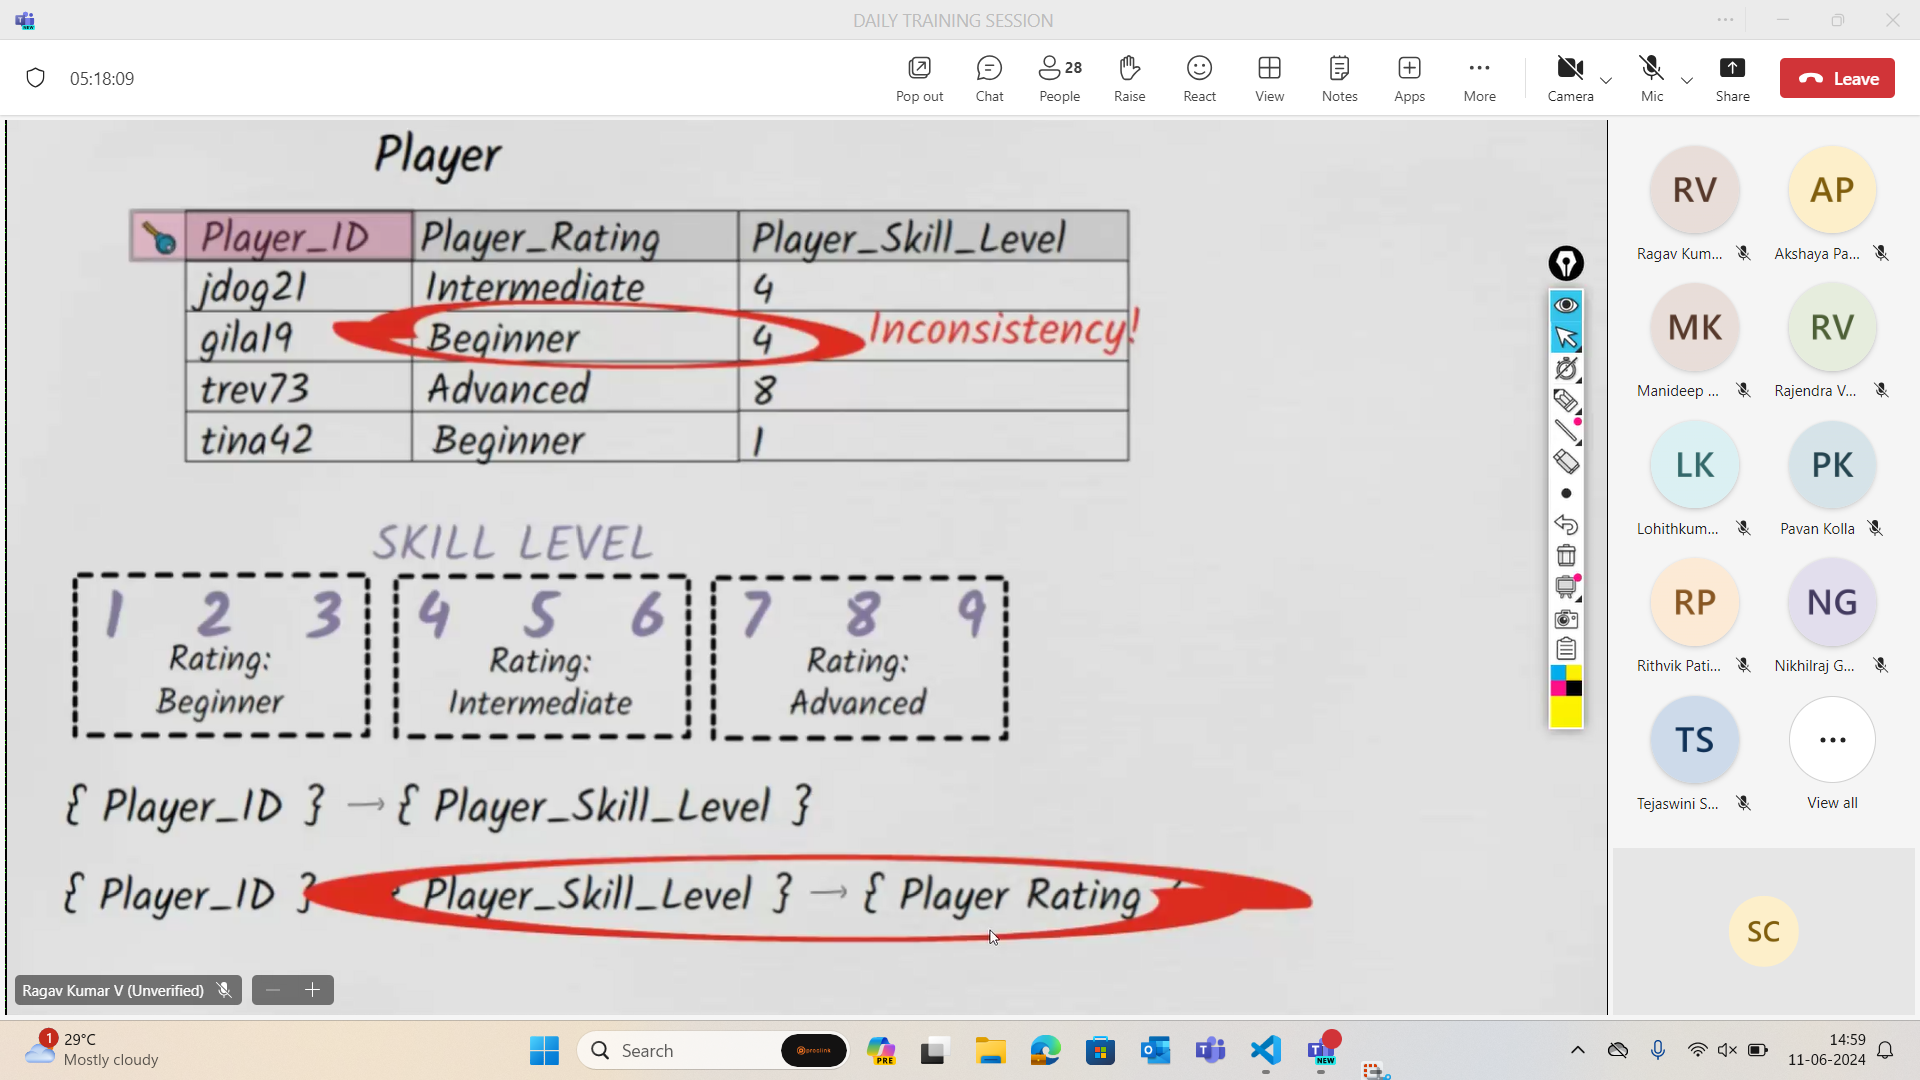 DAILY TRAINING SESSION
05:18:09
Pop out
Chat
28
People
Raise
React
View
Notes
Apps
More
Camera
Mic
Share
Leave
Player
Player_ID Player_Rating Player_Skill_Level
jdog21 Intermediate 4
gila19 Beginner 4 Inconsistency!
trev73 Advanced 8
tina42 Beginner 1
SKILL LEVEL
1 2 3
Rating:
Beginner
4 5 6
Rating:
Intermediate
7 8 9
Rating:
Advanced
{ Player_ID } → { Player_Skill_Level }
{ Player_ID } Player_Skill_Level } → { Player Rating
Ragav Kumar V (Unverified)
RV
Ragav Kum...
AP
Akshaya Pa...
MK
Manideep ...
RV
Rajendra V...
LK
Lohithkum...
PK
Pavan Kolla
RP
Rithvik Pati...
NG
Nikhilraj G...
TS
Tejaswini S...
View all
SC
1
29°C
Mostly cloudy
Search
proclink
PRE
NEW
14:59
11-06-2024